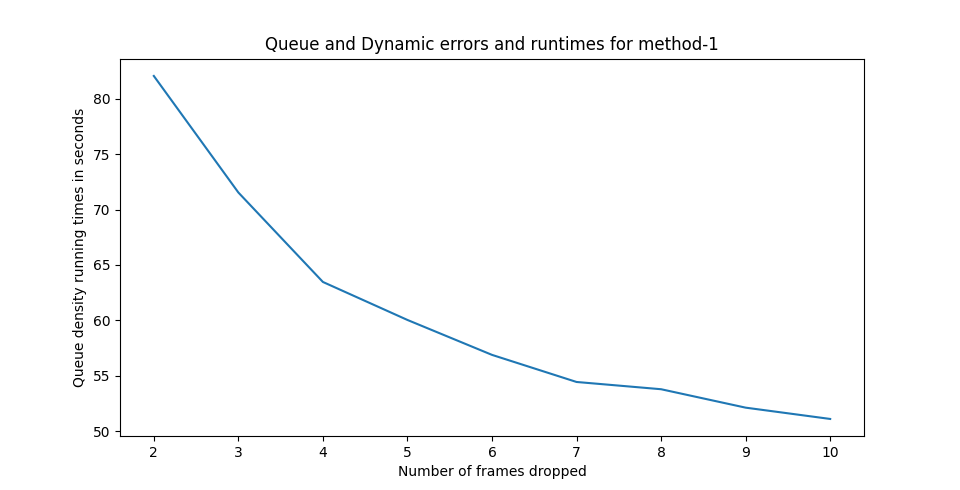 Queue and Dynamic errors and runtimes for method-1
Queue density running times in seconds
80
75
70
65
60
55
50
2 3 4 5 6 7 8 9 10
Number of frames dropped